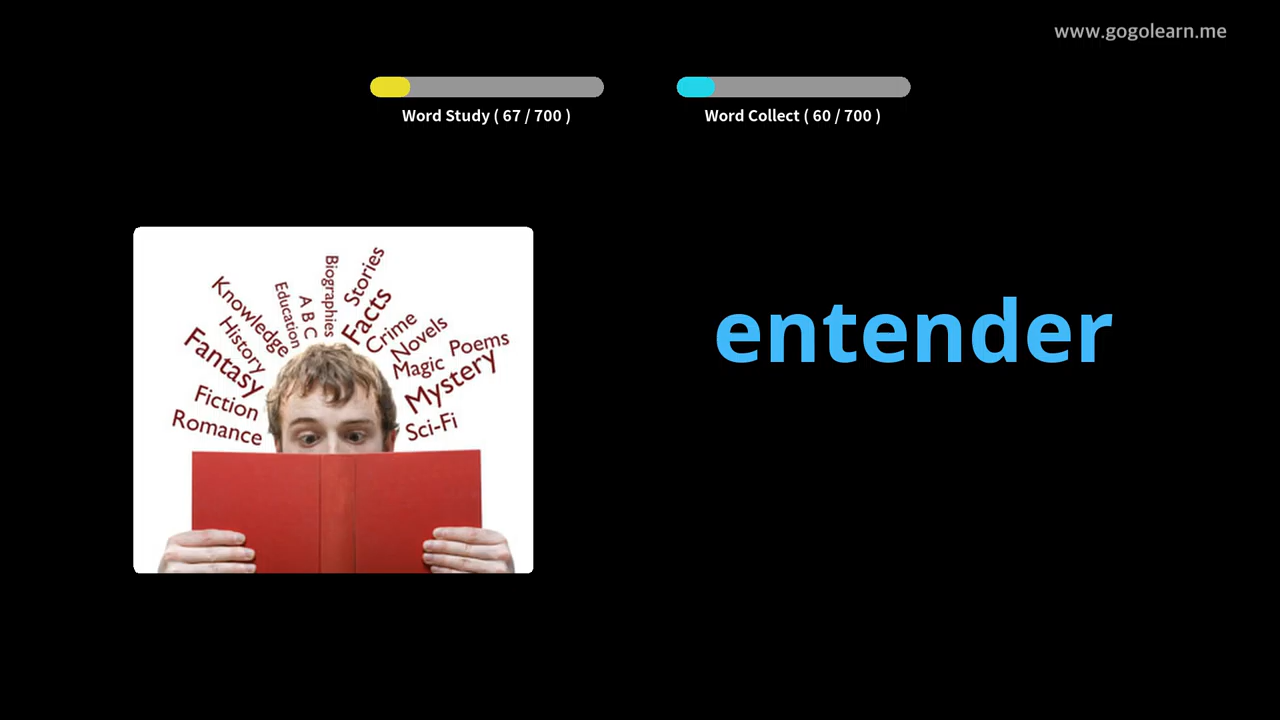 www.gogolearn.me
Word Study ( 67 / 700 )
Word Collect ( 60 / 700 )
entender
Biographies
Stories
Education
A B C
Facts
Knowledge
Crime
History
Novels
Poems
Fantasy
Magic
Mystery
Fiction
Romance
Sci-Fi